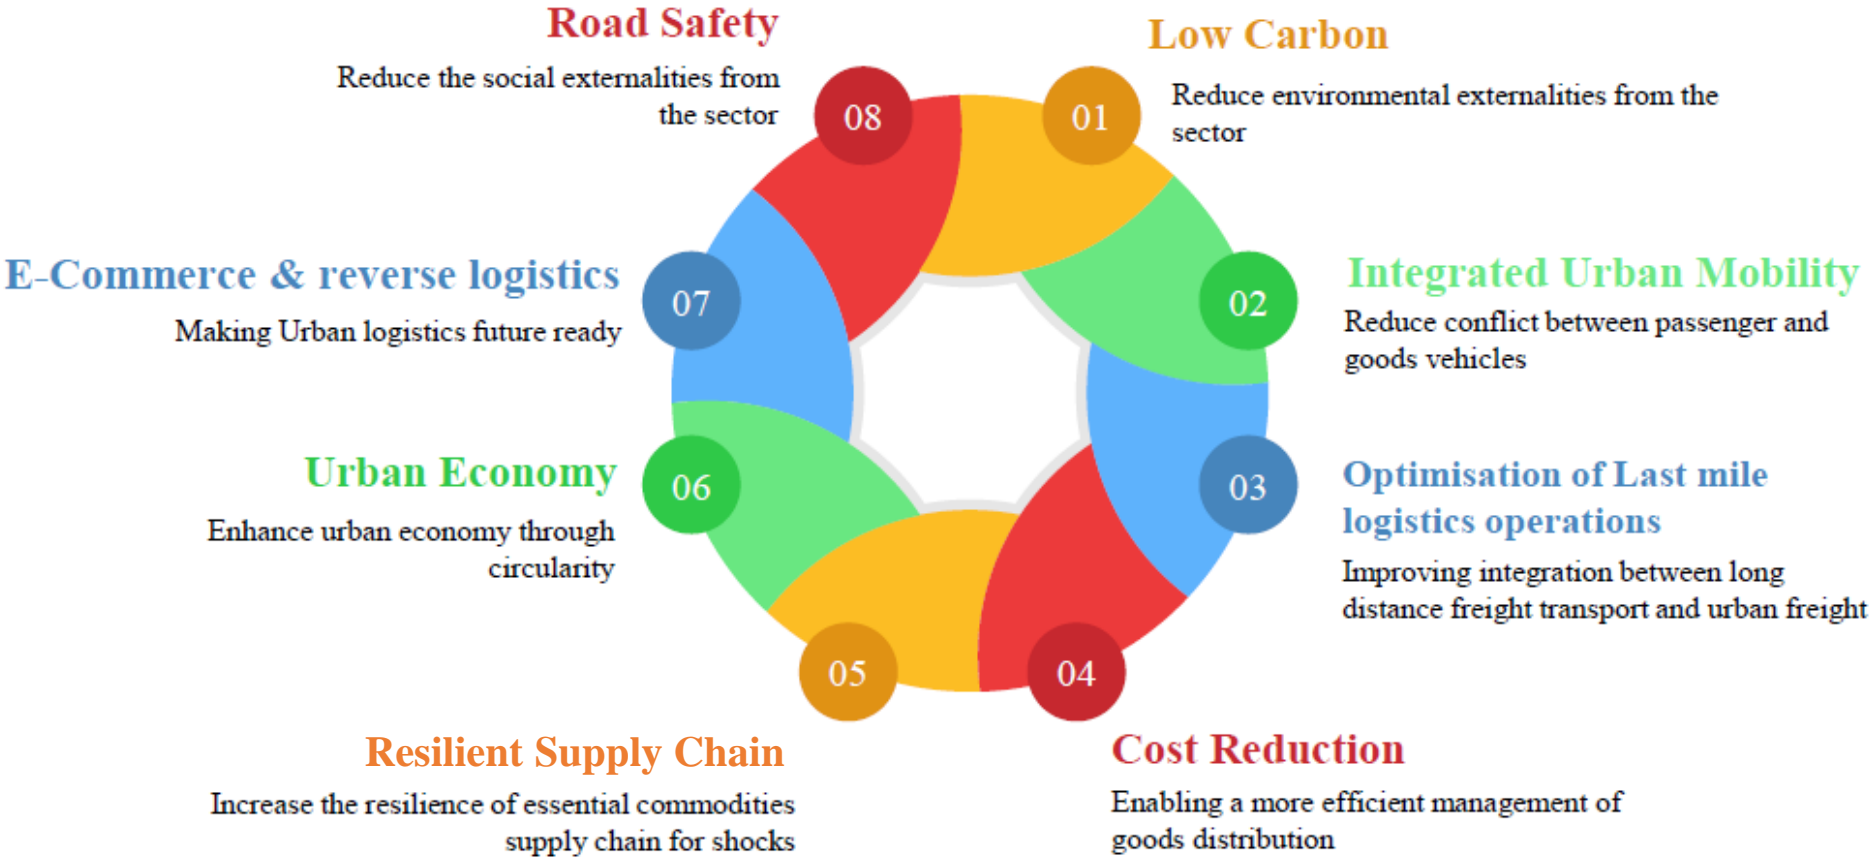 01
Low Carbon
Reduce environmental externalities from the
sector
02
Integrated Urban Mobility
Reduce conflict between passenger and
goods vehicles
03
Optimisation of Last mile
logistics operations
Improving integration between long
distance freight transport and urban freight
04
Cost Reduction
Enabling a more efficient management of
goods distribution
05
Resilient Supply Chain
Increase the resilience of essential commodities
supply chain for shocks
06
Urban Economy
Enhance urban economy through
circularity
07
E-Commerce & reverse logistics
Making Urban logistics future ready
08
Road Safety
Reduce the social externalities from
the sector